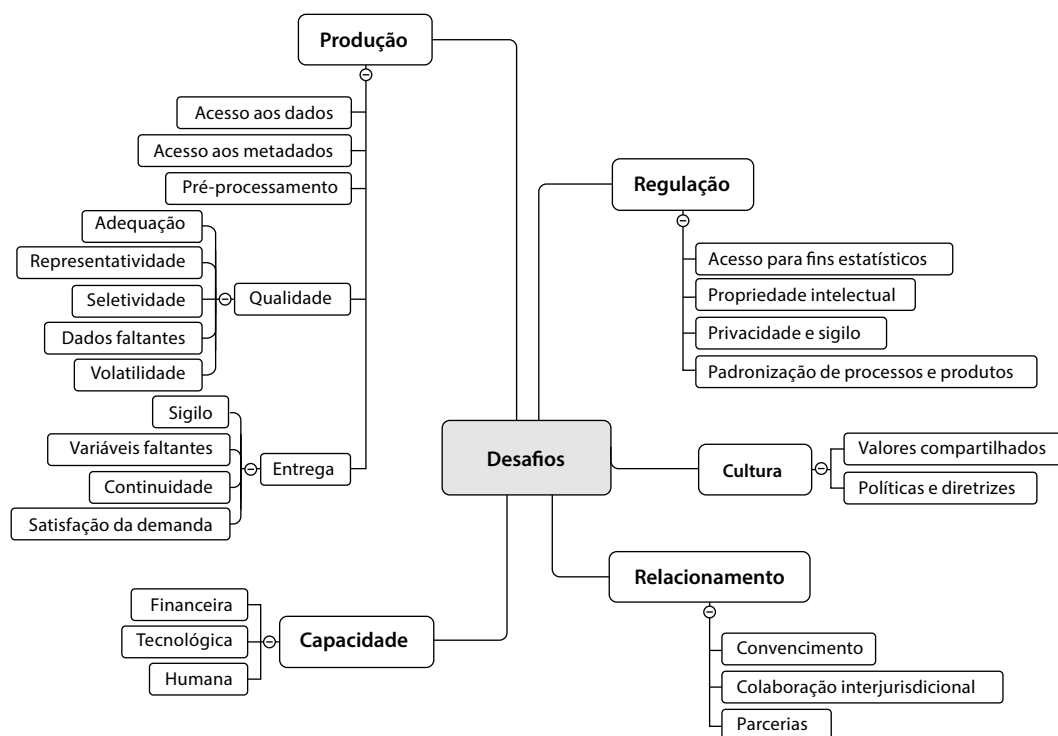 Produção
Acesso aos dados
Acesso aos metadados
Pré-processamento
Adequação
Representatividade
Seletividade
Dados faltantes
Volatilidade
Qualidade
Sigilo
Variáveis faltantes
Continuidade
Satisfação da demanda
Entrega
Financeira
Tecnológica
Humana
Capacidade
Desafios
Regulação
Acesso para fins estatísticos
Propriedade intelectual
Privacidade e sigilo
Padronização de processos e produtos
Cultura
Valores compartilhados
Políticas e diretrizes
Relacionamento
Convencimento
Colaboração interjurisdicional
Parcerias